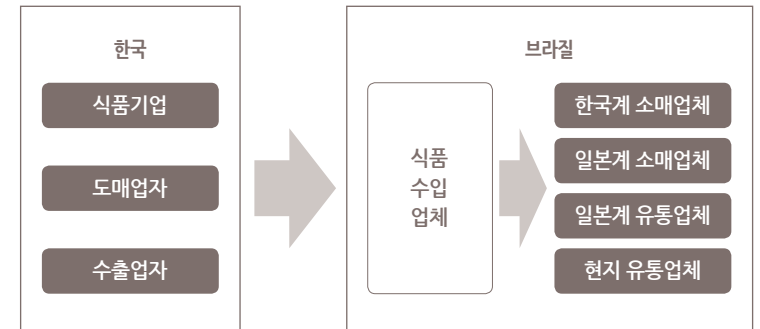 한국
식품기업
도매업자
수출업자
브라질
식품
수입
업체
한국계 소매업체
일본계 소매업체
일본계 유통업체
현지 유통업체